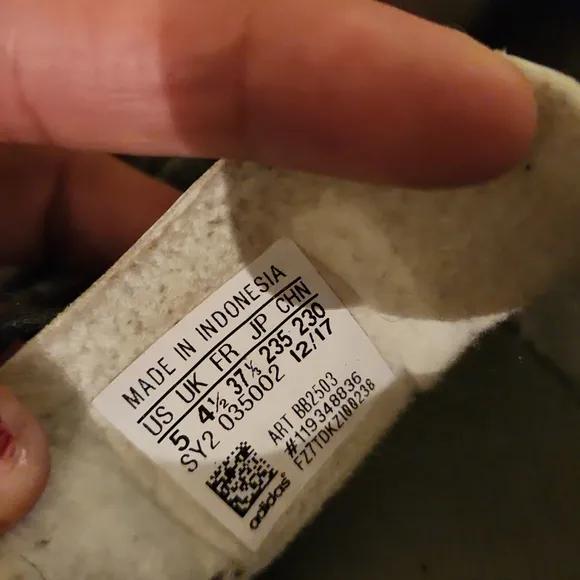 MADE IN INDONESIA
US UK FR JP CHN
5 4½ 37⅓ 235 230
SY2 035002 12/17
ART BB2503
#119348836
FZ7TDKZ100238
adidas